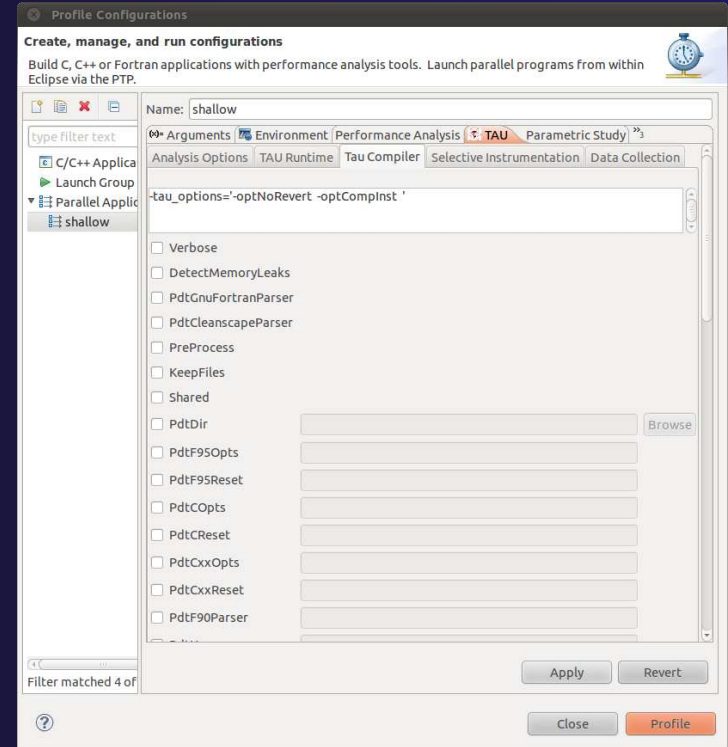 Profile Configurations
Create, manage, and run configurations
Build C, C++ or Fortran applications with performance analysis tools. Launch parallel programs from within
Eclipse via the PTP.
type filter text
C/C++ Applica
Launch Group
Parallel Applic
shallow
Filter matched 4 of
Name: shallow
(x)= Arguments Environment Performance Analysis TAU Parametric Study »3
Analysis Options TAU Runtime Tau Compiler Selective Instrumentation Data Collection
-tau_options='-optNoRevert -optCompInst '
Verbose
DetectMemoryLeaks
PdtGnuFortranParser
PdtCleanscapeParser
PreProcess
KeepFiles
Shared
PdtDir Browse
PdtF95Opts
PdtF95Reset
PdtCOpts
PdtCReset
PdtCxxOpts
PdtCxxReset
PdtF90Parser
Apply Revert
? Close Profile